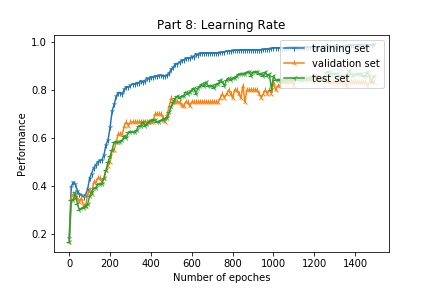 Part 8: Learning Rate
1.0
0.8
0.6
0.4
0.2
Performance
training set
validation set
test set
0 200 400 600 800 1000 1200 1400
Number of epoches